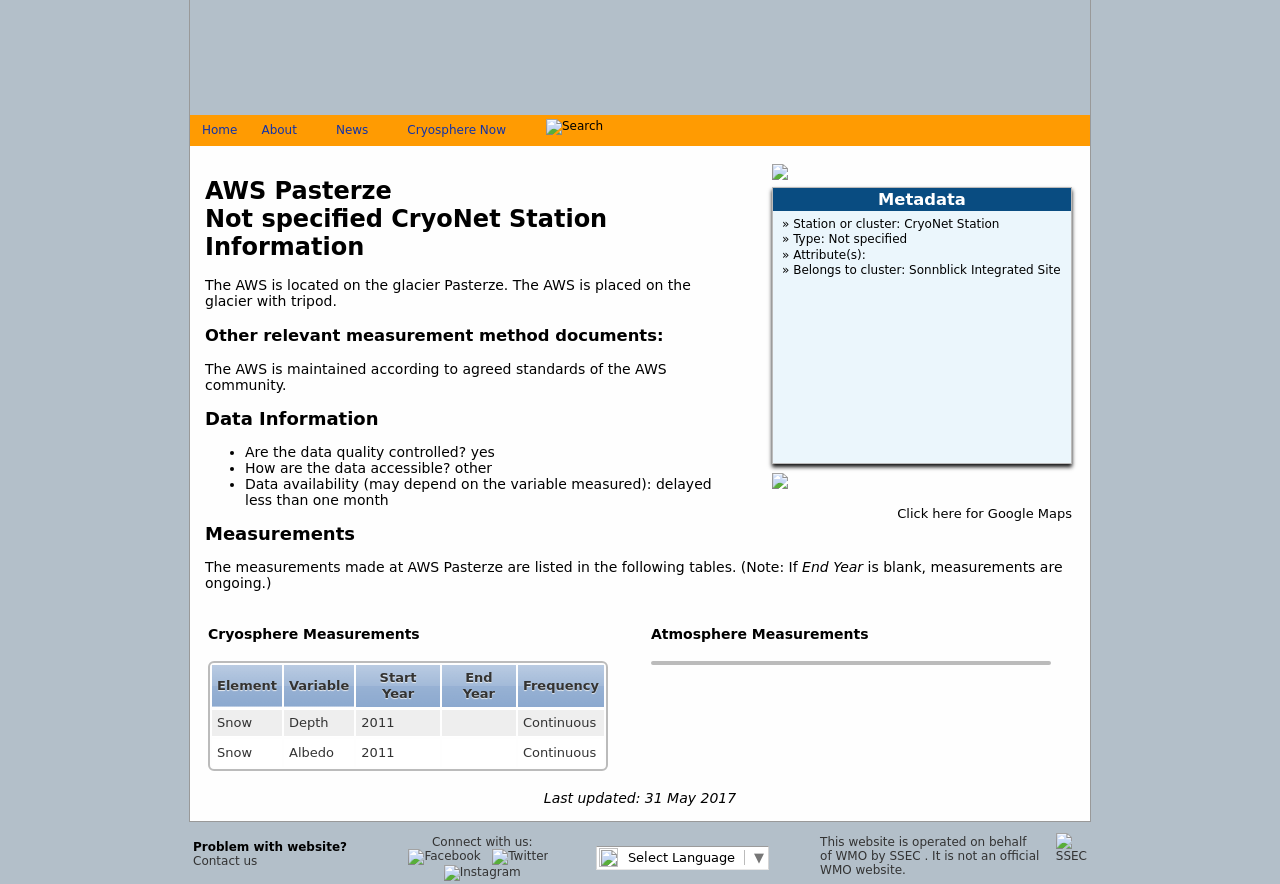 Home About News Cryosphere Now Search
AWS Pasterze
Not specified CryoNet Station
Information
The AWS is located on the glacier Pasterze. The AWS is placed on the
glacier with tripod.
Other relevant measurement method documents:
The AWS is maintained according to agreed standards of the AWS
community.
Data Information
• Are the data quality controlled? yes
• How are the data accessible? other
• Data availability (may depend on the variable measured): delayed
less than one month
Metadata
» Station or cluster: CryoNet Station
» Type: Not specified
» Attribute(s):
» Belongs to cluster: Sonnblick Integrated Site
Click here for Google Maps
Measurements
The measurements made at AWS Pasterze are listed in the following tables. (Note: If End Year is blank, measurements are
ongoing.)
Cryosphere Measurements
Element Variable Start Year End Year Frequency
Snow Depth 2011 Continuous
Snow Albedo 2011 Continuous
Atmosphere Measurements
Last updated: 31 May 2017
Problem with website?
Contact us
Connect with us:
Facebook Twitter
Instagram
Select Language ▼
This website is operated on behalf
of WMO by SSEC . It is not an official
WMO website.
SSEC